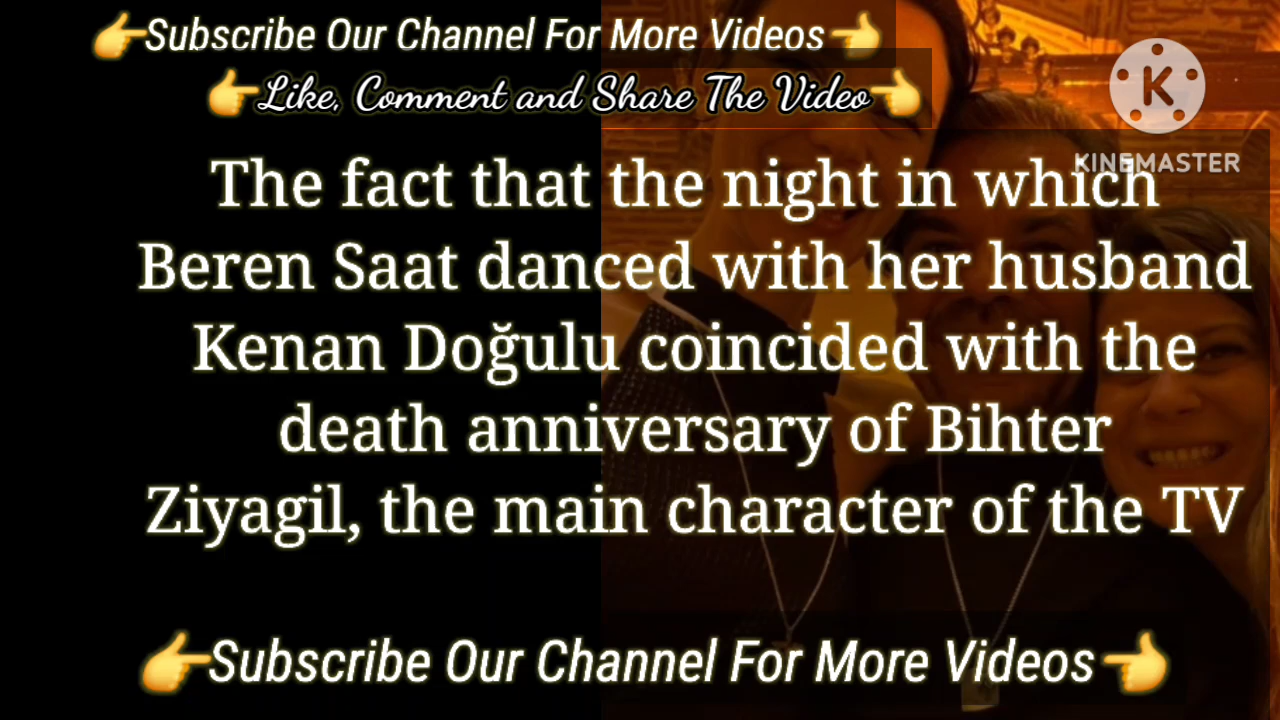 👉Subscribe Our Channel For More Videos👈
👉Like, Comment and Share The Video👈
KINEMASTER
The fact that the night in which
Beren Saat danced with her husband
Kenan Doğulu coincided with the
death anniversary of Bihter
Ziyagil, the main character of the TV
👉Subscribe Our Channel For More Videos👈